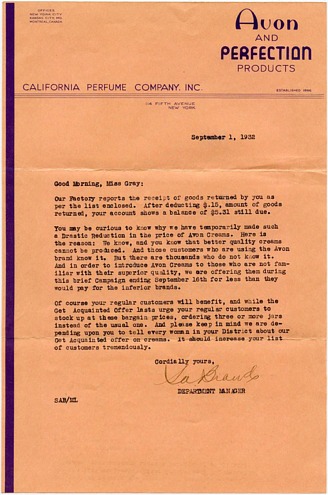 OFFICES
NEW YORK CITY
KANSAS CITY, MO.
MONTREAL, CANADA
Avon
AND
PERFECTION
PRODUCTS
CALIFORNIA PERFUME COMPANY, INC.
ESTABLISHED 1886
FIFTH AVENUE
NEW YORK
September 1, 1932
Good Morning, Miss Gray:
Our Factory reports the receipt of goods returned by you as
per the list enclosed. After deducting $.15, amount of goods
returned, your account shows a balance of $5.31 still due.
You may be curious to know why we have temporarily made such
a Drastic Reduction in the price of Avon Creams. Here is
the reason: We know, and you know that better quality creams
cannot be produced. And those customers who are using the Avon
brand know it. But there are thousands who do not know it.
And in order to introduce Avon Creams to those who are not fam-
iliar with their superior quality, we are offering them during
this brief Campaign ending September 16th for less than they
would pay for the inferior brands.
Of course your regular customers will benefit, and while the
Get Acquainted Offer lasts urge your regular customers to
stock up at these bargain prices, ordering three or more jars
instead of the usual one. And please keep in mind we are de-
pending upon you to tell every woman in your District about our
Get Acquainted offer on creams. It should increase your list
of customers tremendously.
Cordially yours,
DEPARTMENT MANAGER